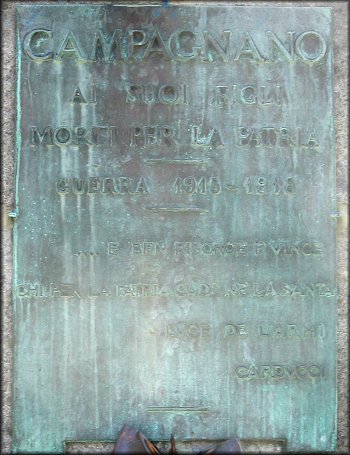 CAMPAGNANO
AI SUOI FIGLI
MORTI PER LA PATRIA
GUERRA 1915-1918
.... E BEN RISORGE E VINCE
CHI PER LA PATRIA CADE NE LA SANTA
LUCE DE L'ARMI
CARDUCCI